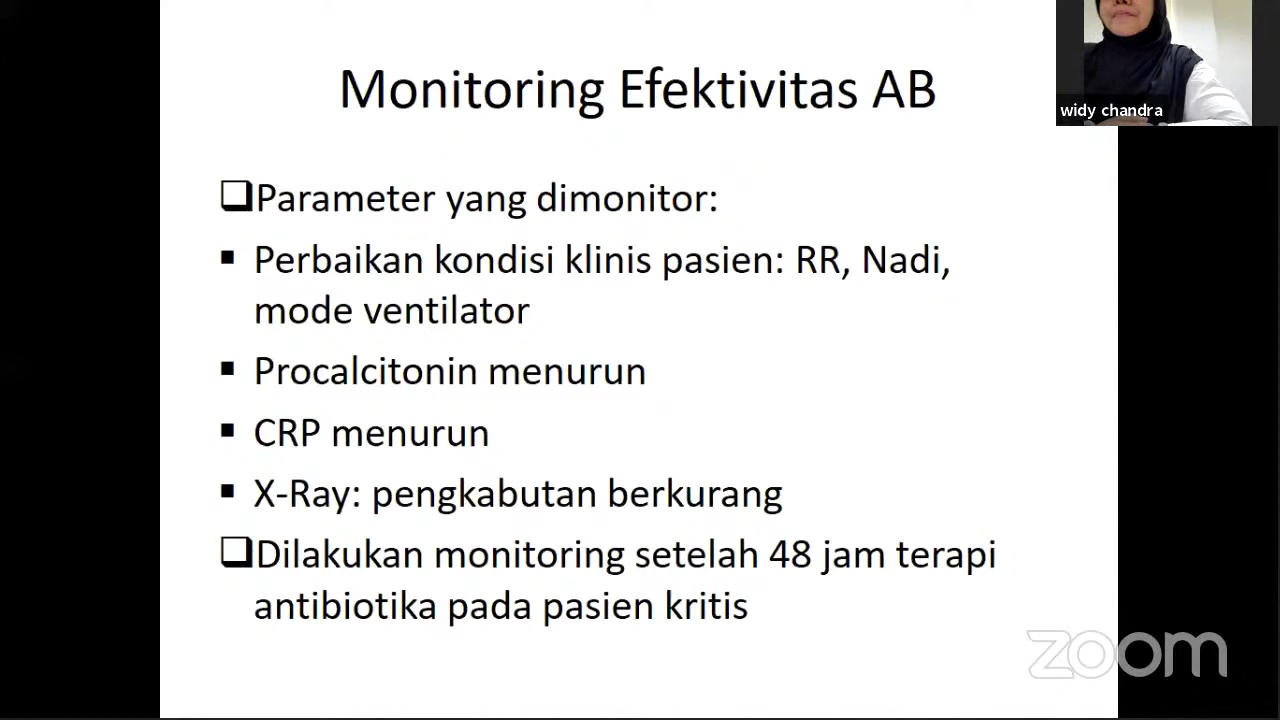 Monitoring Efektivitas AB
widy chandra
❑Parameter yang dimonitor:
▪ Perbaikan kondisi klinis pasien: RR, Nadi,
mode ventilator
▪ Procalcitonin menurun
▪ CRP menurun
▪ X-Ray: pengkabutan berkurang
❑Dilakukan monitoring setelah 48 jam terapi
antibiotika pada pasien kritis
zoom